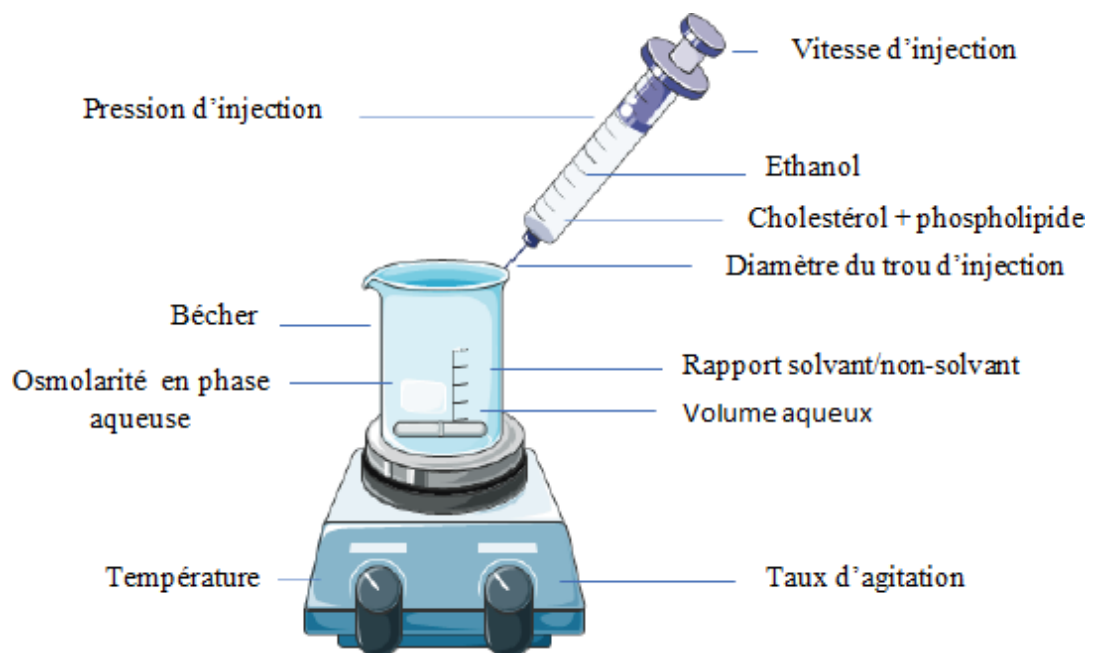 Vitesse d’injection
Pression d’injection
Ethanol
Cholestérol + phospholipide
Diamètre du trou d’injection
Bécher
Rapport solvant/non-solvant
Osmolarité en phase
aqueuse
Volume aqueux
Température
Taux d’agitation